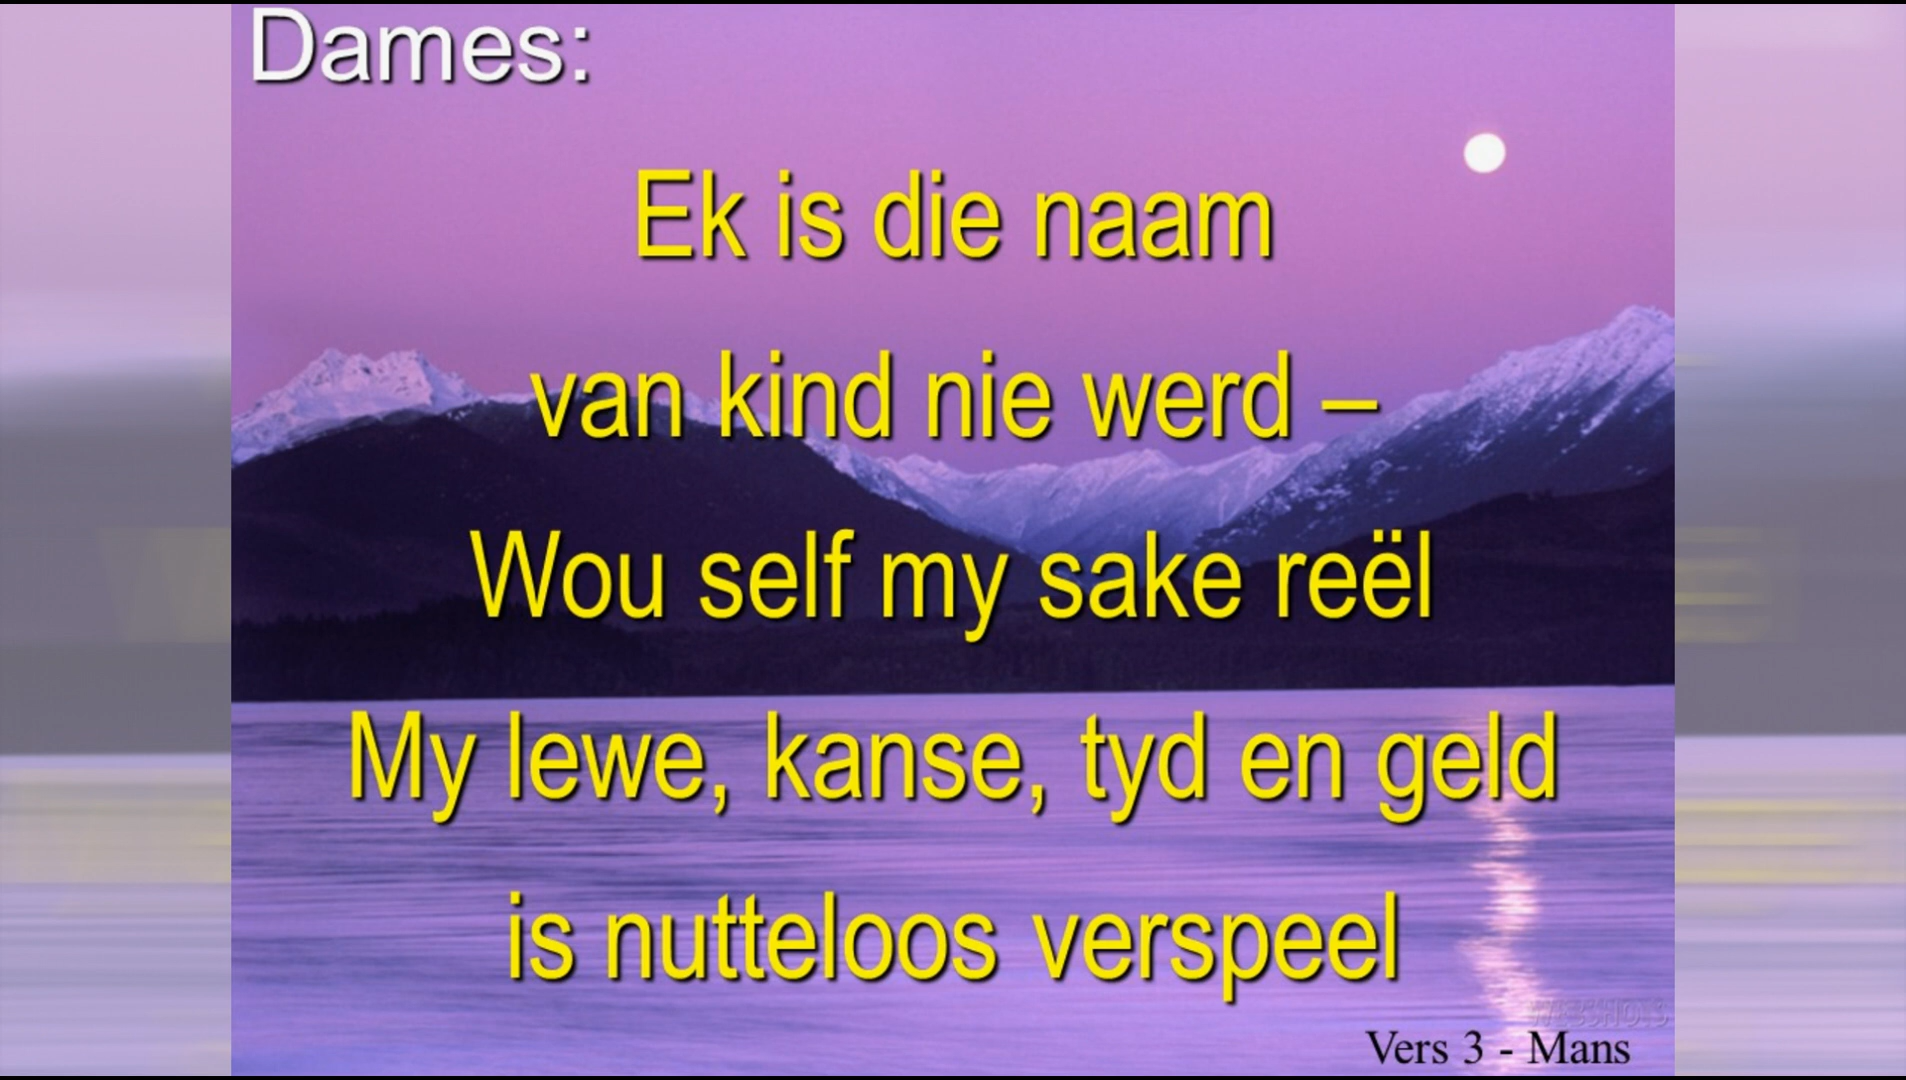 Dames:
Ek is die naam
van kind nie werd –
Wou self my sake reël
My lewe, kanse, tyd en geld
is nutteloos verspeel
WEBSHOTS
Vers 3 - Mans